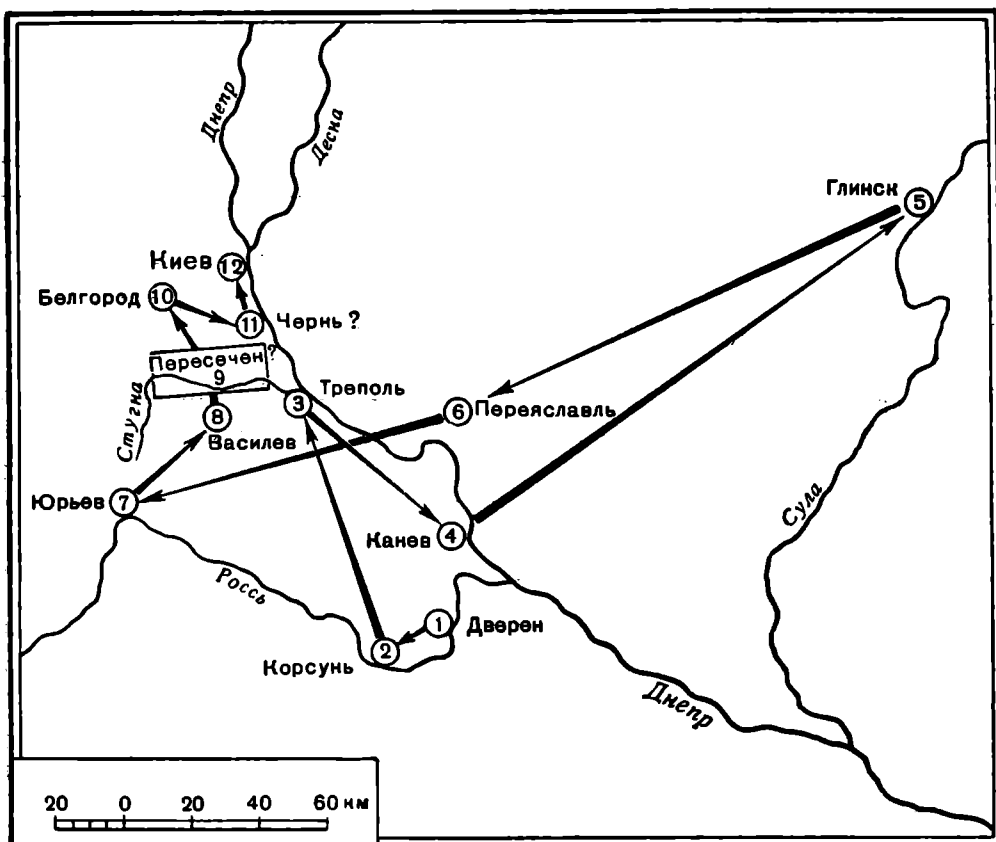 Днепр
Десна
Глинск 5
Киев 12
Белгород 10
11 Чернь ?
Пересечен ?
9
3 Треполь
6 Переяславль
Стугна
8
Василев
Юрьев 7
Сула
Канев 4
Россь
1 Дверен
2
Корсунь
Днепр
20 0 20 40 60 км